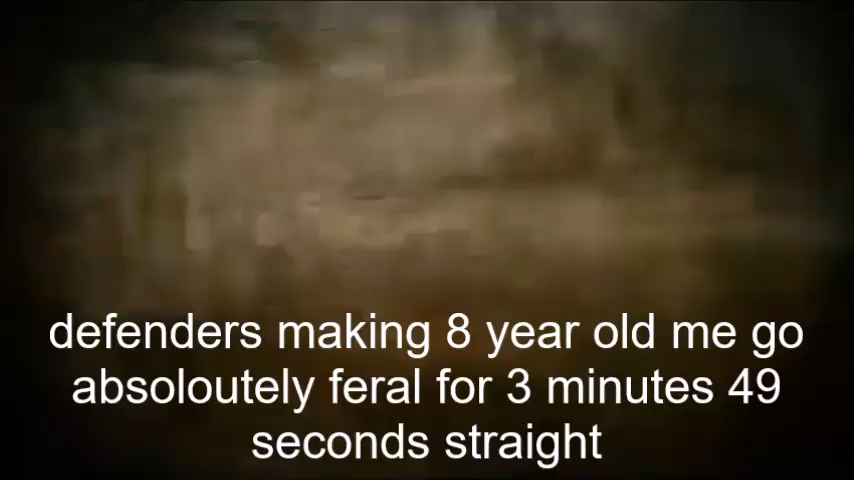 defenders making 8 year old me go
absoloutely feral for 3 minutes 49
seconds straight